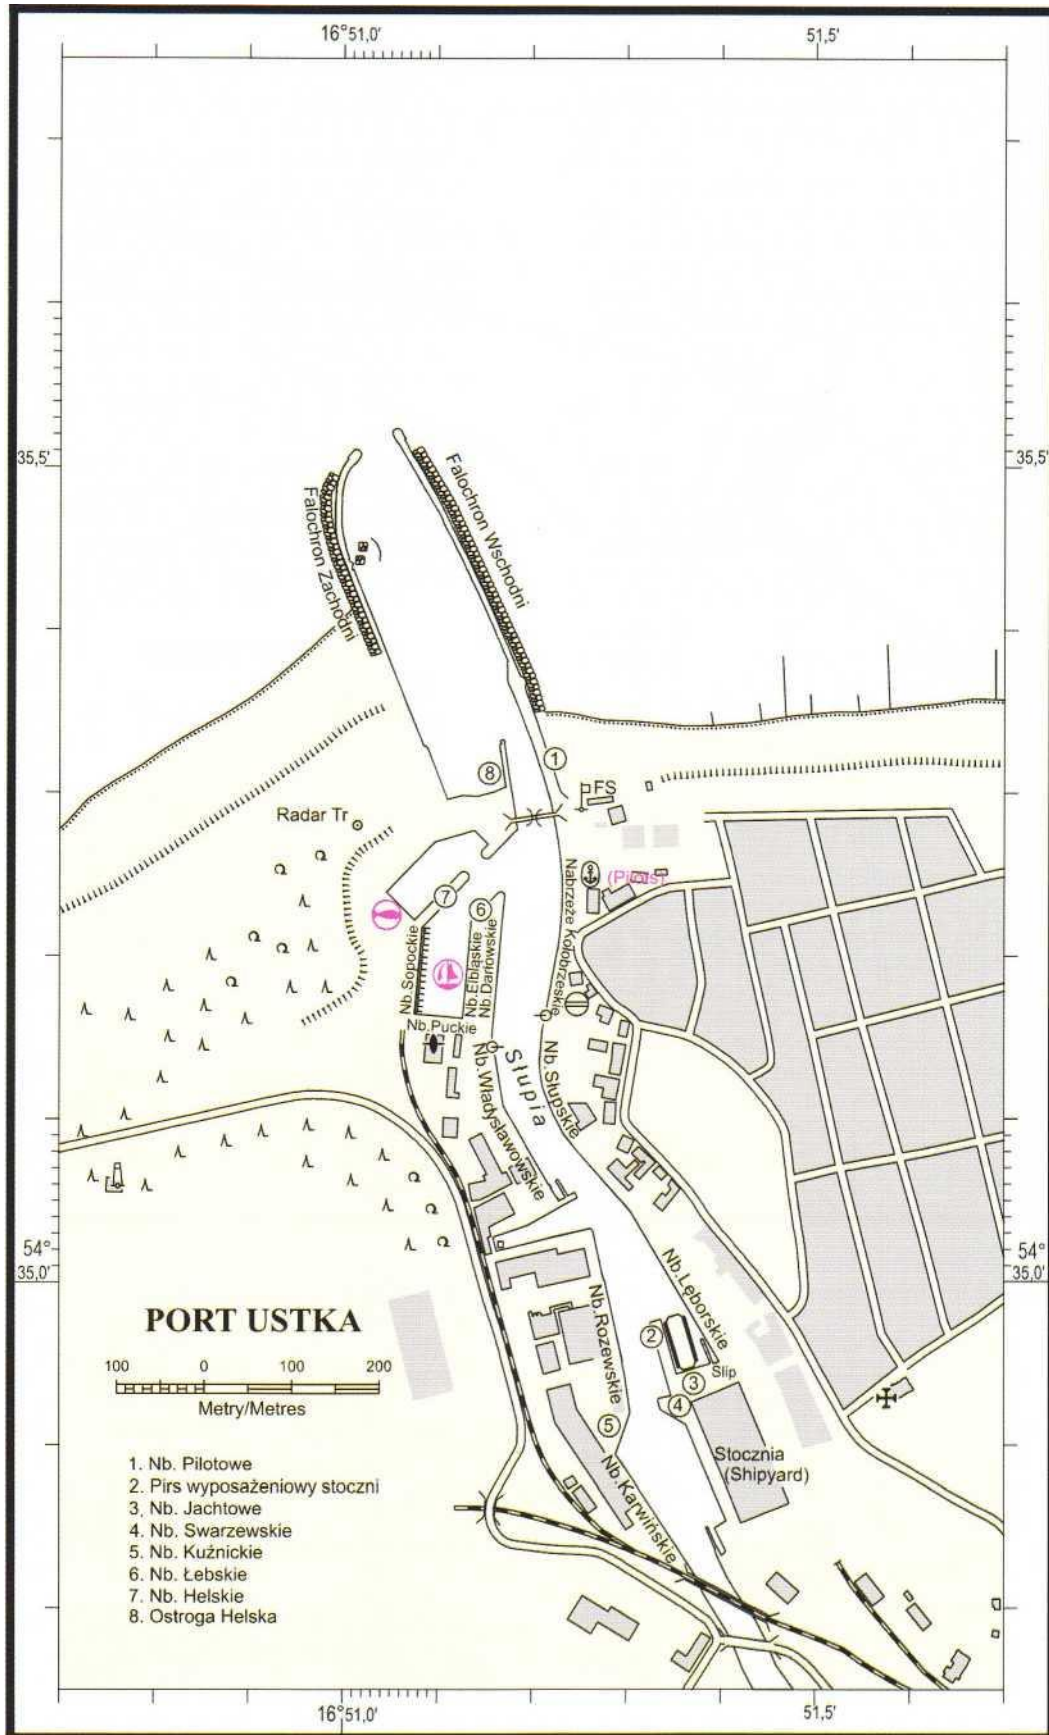 16°51,0'
51,5'
35,5'
35,5'
Falochron Wschodni
Falochron Zachodni
1
8
FS
Radar Tr
(Pilots)
Nabrzeże Kołobrzeskie
7
6
Nb.Sopockie
Nb.Elbląskie
Nb.Darłowskie
Nb.Puckie
Nb.Władysławowskie
Słupia
Nb.Słupskie
54°
35,0'
54°
35,0'
Nb.Lęborskie
Nb.Rozewskie
2
Slip
3
4
5
Stocznia
(Shipyard)
Nb.Karwińskie
PORT USTKA
100 0 100 200
Metry/Metres
1. Nb. Pilotowe
2. Pirs wyposażeniowy stoczni
3, Nb. Jachtowe
4. Nb. Swarzewskie
5. Nb. Kuźnickie
6. Nb. Łebskie
7. Nb. Helskie
8. Ostroga Helska
16°51,0'
51,5'